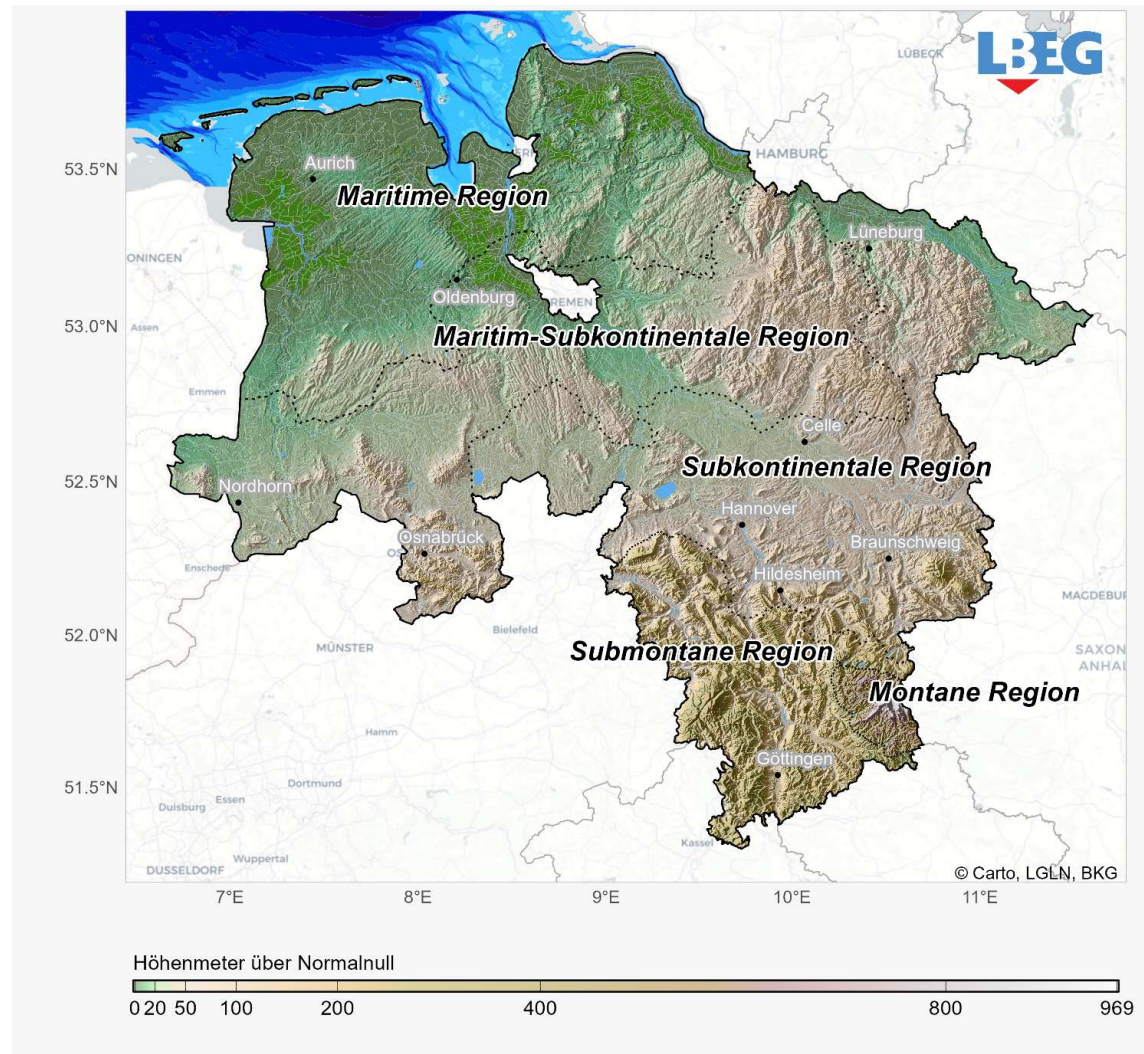 LBEG
LÜBECK
HAMBURG
53.5°N
Aurich
Maritime Region
Lüneburg
ONINGEN
Oldenburg
REMEN
53.0°N
Assen
Maritim-Subkontinentale Region
Emmen
Celle
Subkontinentale Region
52.5°N
Nordhorn
Hannover
Osnabrück
Braunschweig
Enschede
Hildesheim
MAGDEBUR
52.0°N
Bielefeld
MÜNSTER
Submontane Region
SAXON
ANHAL
Montane Region
Hamm
Göttingen
51.5°N
Dortmund
Essen
Duisburg
Kassel
Wuppertal
DUSSELDORF
© Carto, LGLN, BKG
7°E 8°E 9°E 10°E 11°E
Höhenmeter über Normalnull
0 20 50 100 200 400 800 969